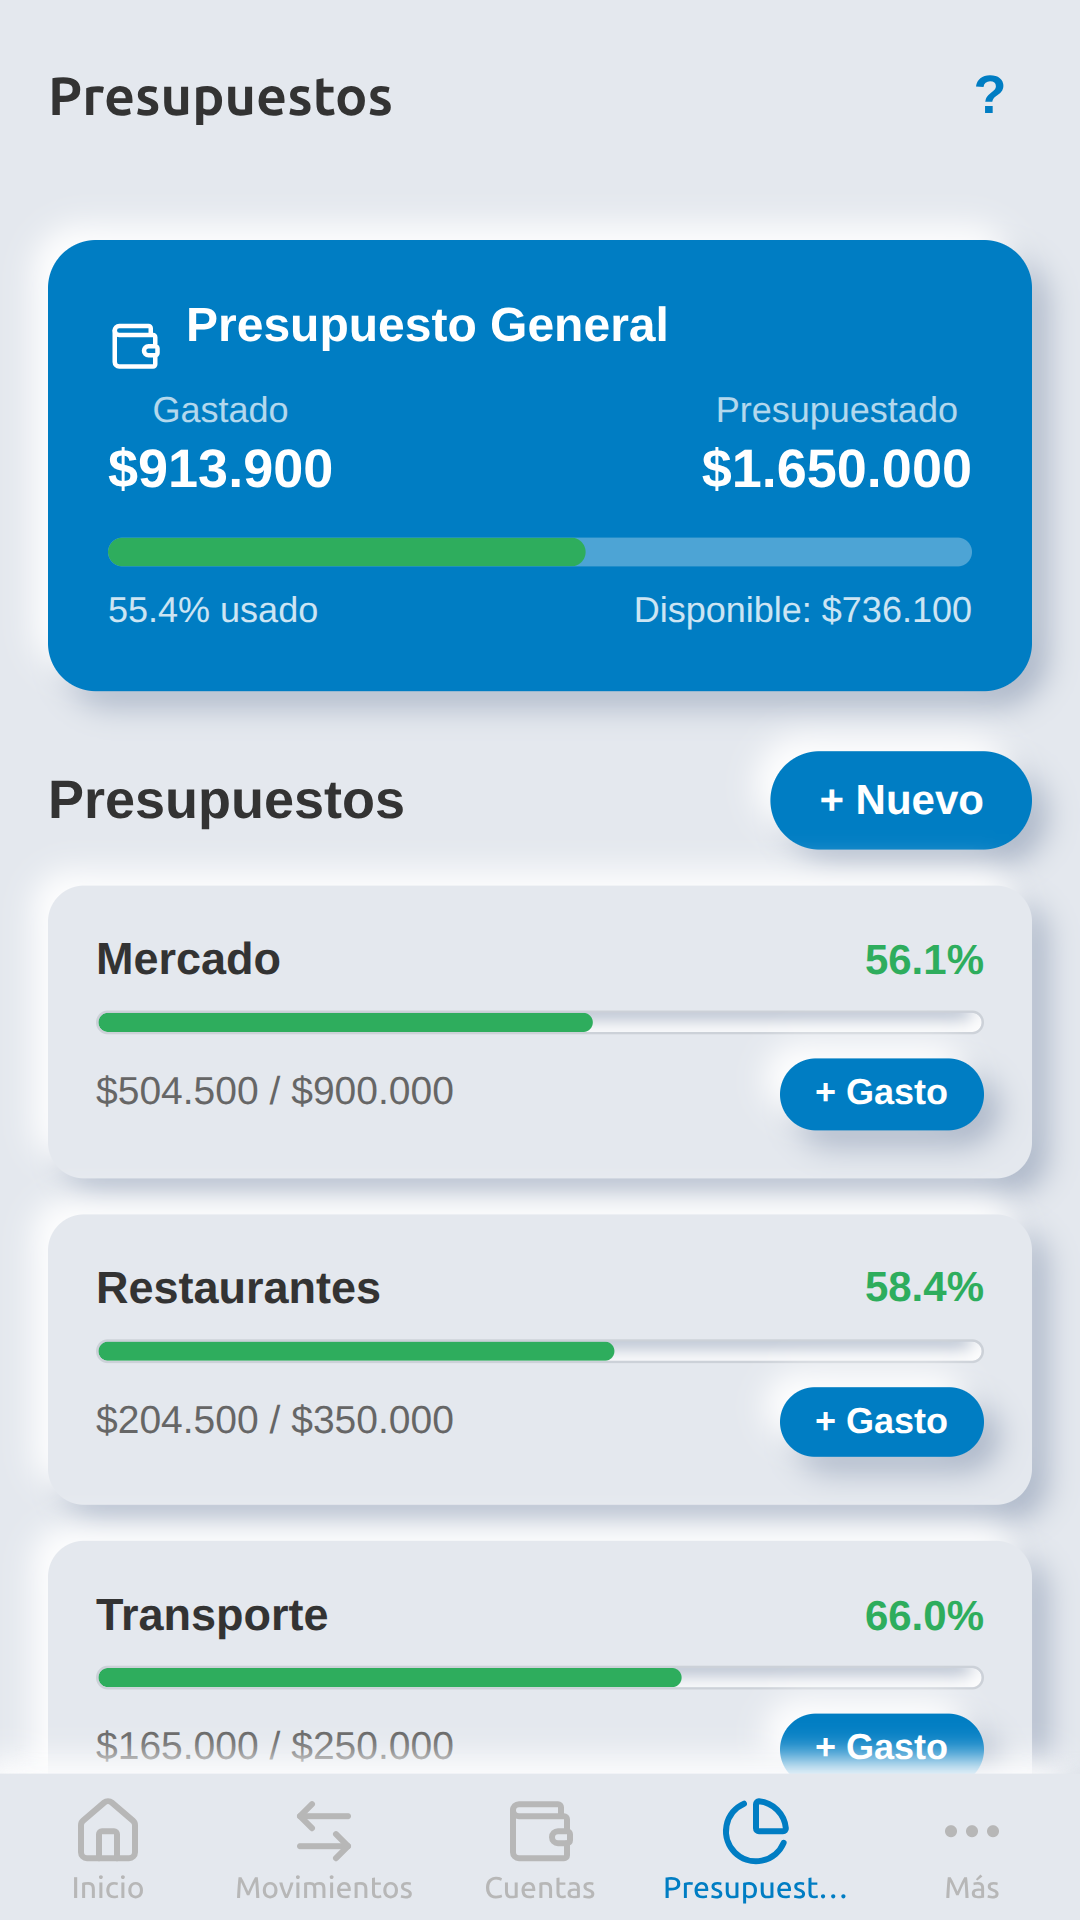 Presupuestos ?
Presupuesto General
Gastado Presupuestado
$913.900 $1.650.000
55.4% usado Disponible: $736.100
Presupuestos + Nuevo
Mercado 56.1%
$504.500 / $900.000 + Gasto
Restaurantes 58.4%
$204.500 / $350.000 + Gasto
Transporte 66.0%
$165.000 / $250.000 + Gasto
Inicio Movimientos Cuentas Presupuest... Más